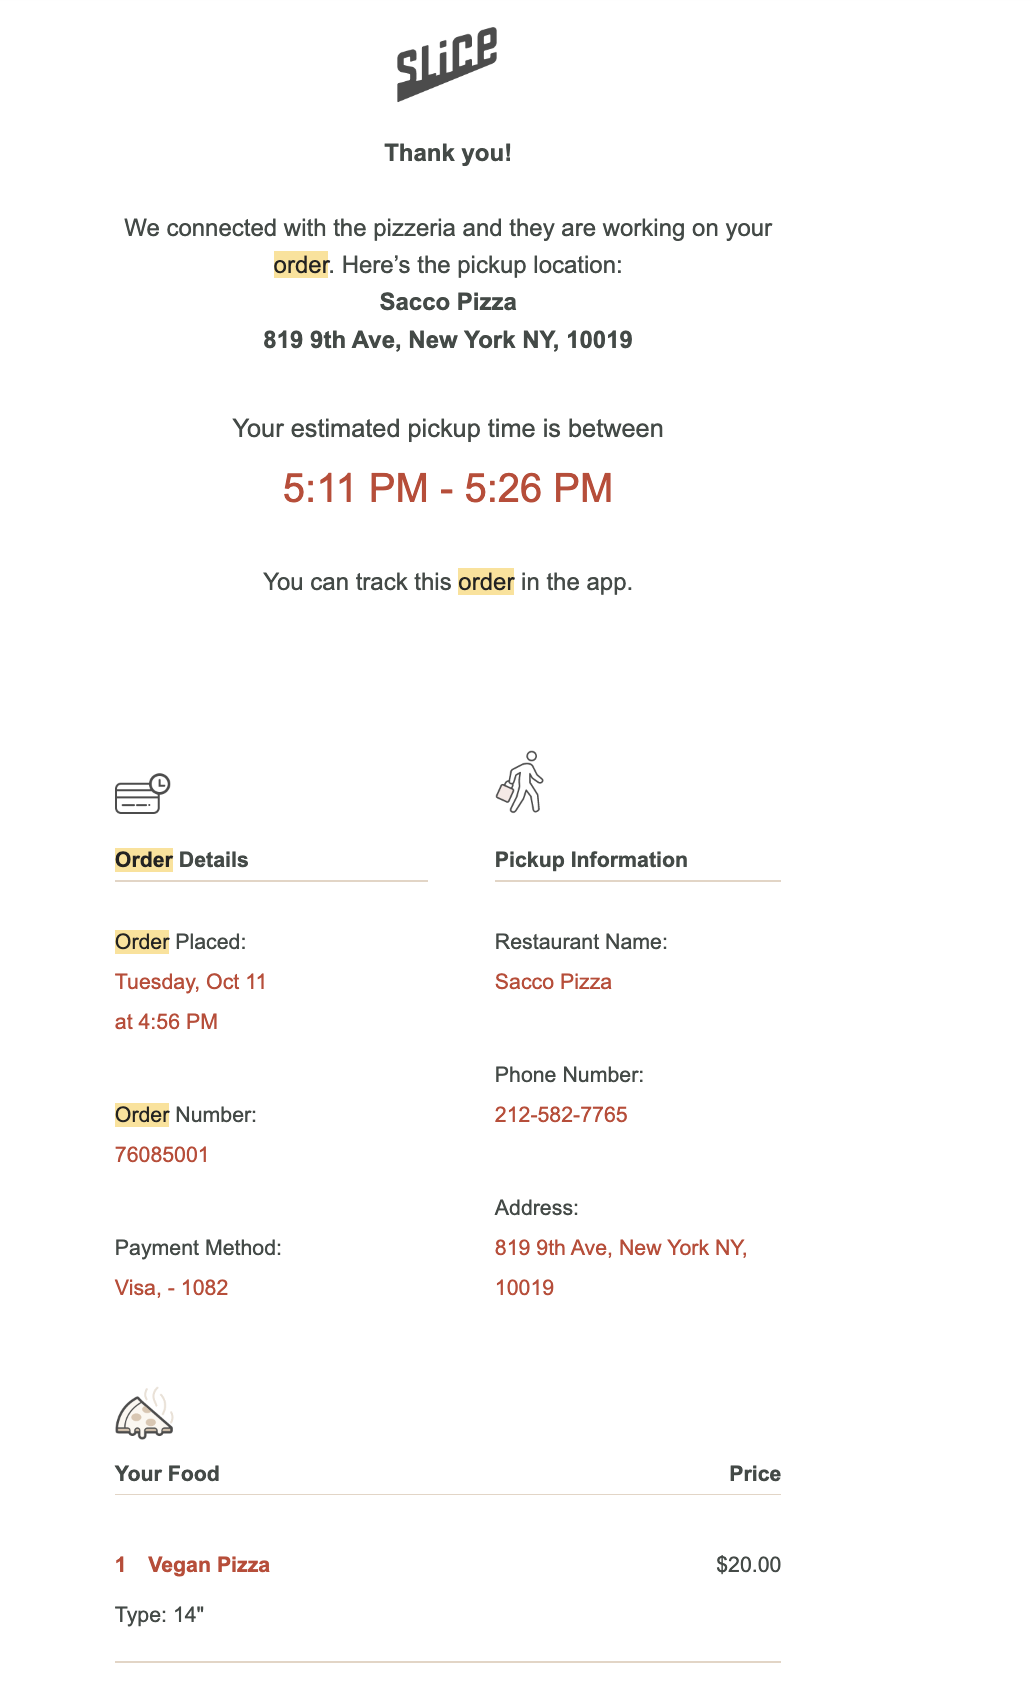 SLiCE
Thank you!
We connected with the pizzeria and they are working on your
order. Here’s the pickup location:
Sacco Pizza
819 9th Ave, New York NY, 10019
Your estimated pickup time is between
5:11 PM - 5:26 PM
You can track this order in the app.
Order Details
Order Placed:
Tuesday, Oct 11
at 4:56 PM
Order Number:
76085001
Payment Method:
Visa, - 1082
Pickup Information
Restaurant Name:
Sacco Pizza
Phone Number:
212-582-7765
Address:
819 9th Ave, New York NY,
10019
Your Food Price
1 Vegan Pizza $20.00
Type: 14"